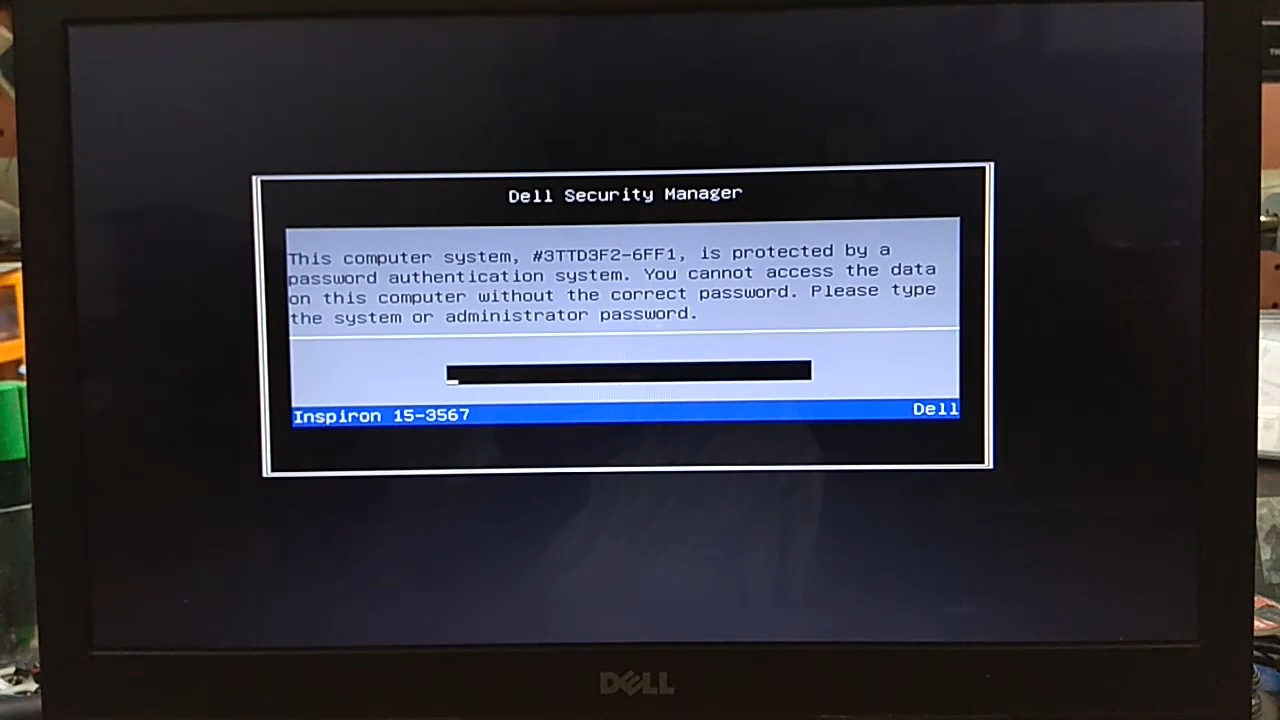 Dell Security Manager
This computer system, #3TTD3F2-6FF1, is protected by a
password authentication system. You cannot access the data
on this computer without the correct password. Please type
the system or administrator password.
Inspiron 15-3567 Dell
DELL